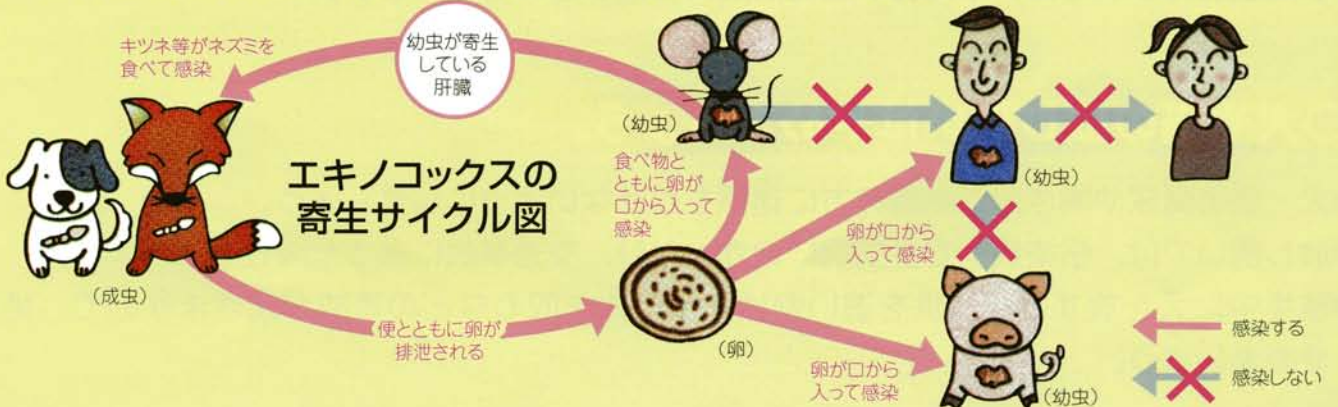 キツネ等がネズミを
食べて感染
幼虫が寄生
している
肝臓
(幼虫)
(幼虫)
エキノコックスの
寄生サイクル図
食べ物と
ともに卵が
口から入って
感染
卵が口から
入って感染
(成虫)
便とともに卵が
排泄される
(卵)
卵が口から
入って感染
(幼虫)
感染する
感染しない